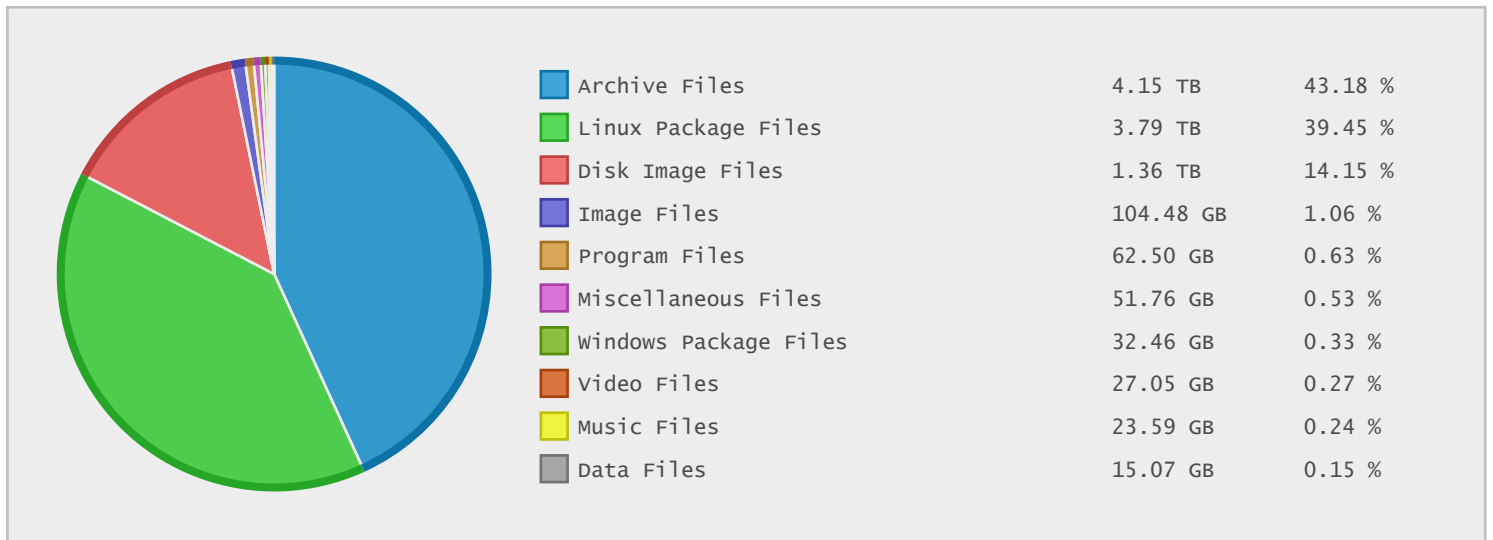 Archive Files 4.15 TB 43.18 %
Linux Package Files 3.79 TB 39.45 %
Disk Image Files 1.36 TB 14.15 %
Image Files 104.48 GB 1.06 %
Program Files 62.50 GB 0.63 %
Miscellaneous Files 51.76 GB 0.53 %
Windows Package Files 32.46 GB 0.33 %
Video Files 27.05 GB 0.27 %
Music Files 23.59 GB 0.24 %
Data Files 15.07 GB 0.15 %